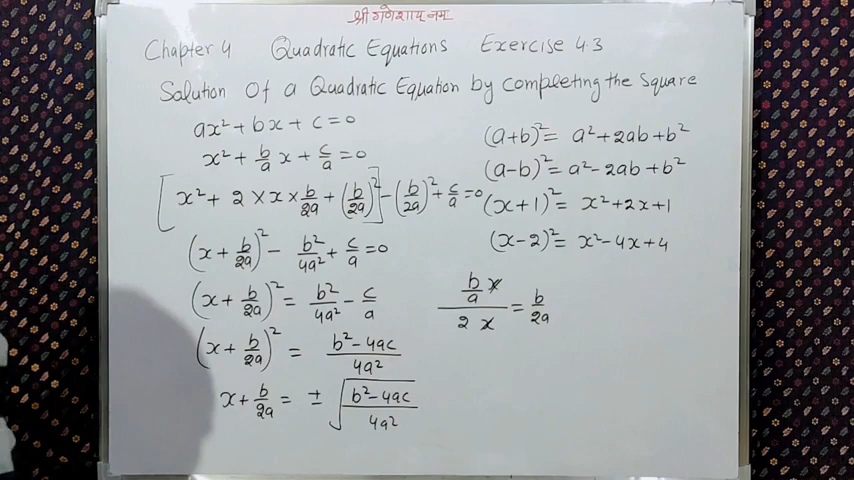 श्री गणेशाय् नम
Chapter 4 Quadratic Equations Exercise 4.3
Solution Of a Quadratic Equation by completing the Square
ax² + bx + c = 0
x² + b/a x + c/a = 0
[x² + 2 × x × b/2a + (b/2a)²] - (b/2a)² + c/a = 0
(x + b/2a)² - b²/4a² + c/a = 0
(x + b/2a)² = b²/4a² - c/a
(x + b/2a)² = b² - 4ac/4a²
x + b/2a = ± √(b² - 4ac/4a²)
(a+b)² = a² + 2ab + b²
(a-b)² = a² - 2ab + b²
(x+1)² = x² + 2x + 1
(x-2)² = x² - 4x + 4
b/a x / 2 x = b/2a